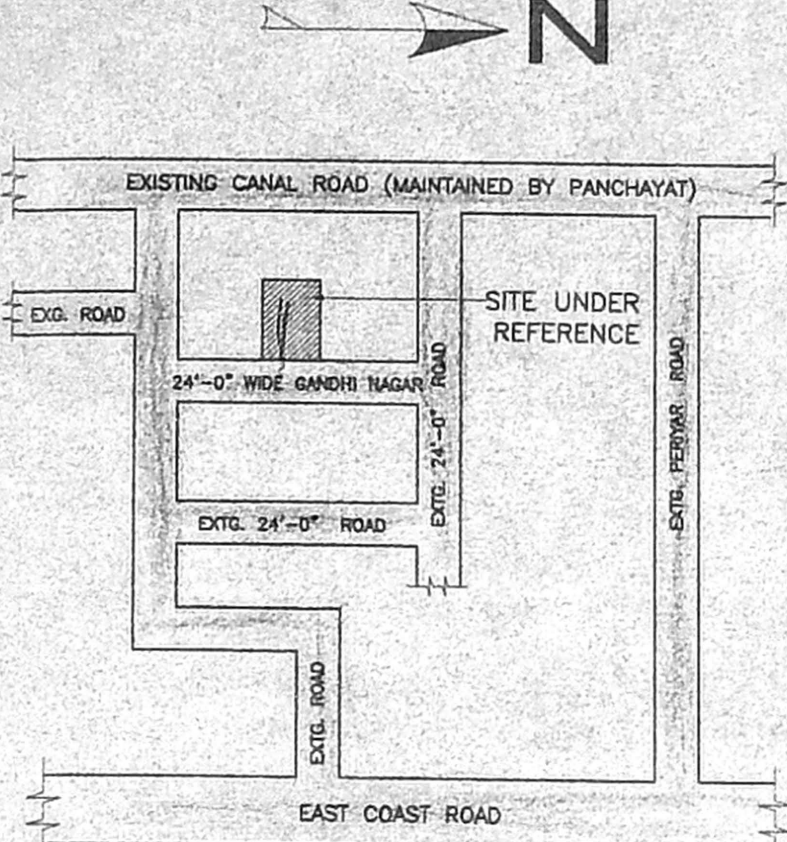 N
EXISTING CANAL ROAD (MAINTAINED BY PANCHAYAT)
EXG. ROAD
SITE UNDER
REFERENCE
24'-0" WIDE GANDHI NAGAR
EXTG. 24'-0" ROAD
EXTG. PERIYAR ROAD
EXTG. 24'-0" ROAD
EXTG. ROAD
EAST COAST ROAD